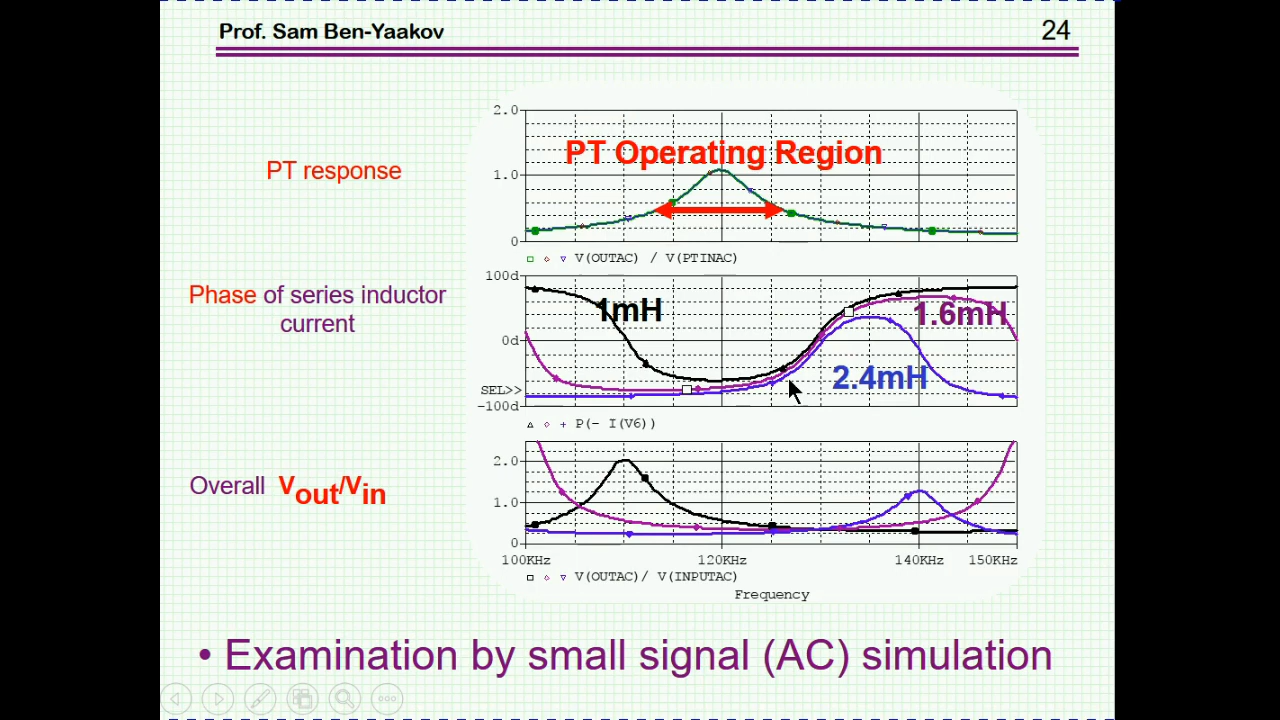 Prof. Sam Ben-Yaakov
24
PT response
2.0
PT Operating Region
1.0
0
V(OUTAC) / V(PTINAC)
Phase of series inductor
current
100d
1mH
1.6mH
0d
2.4mH
SEL>>
-100d
P(- I(V6))
Overall Vout/Vin
2.0
1.0
0
100KHz
120KHz
140KHz
150KHz
V(OUTAC)/ V(INPUTAC)
Frequency
• Examination by small signal (AC) simulation